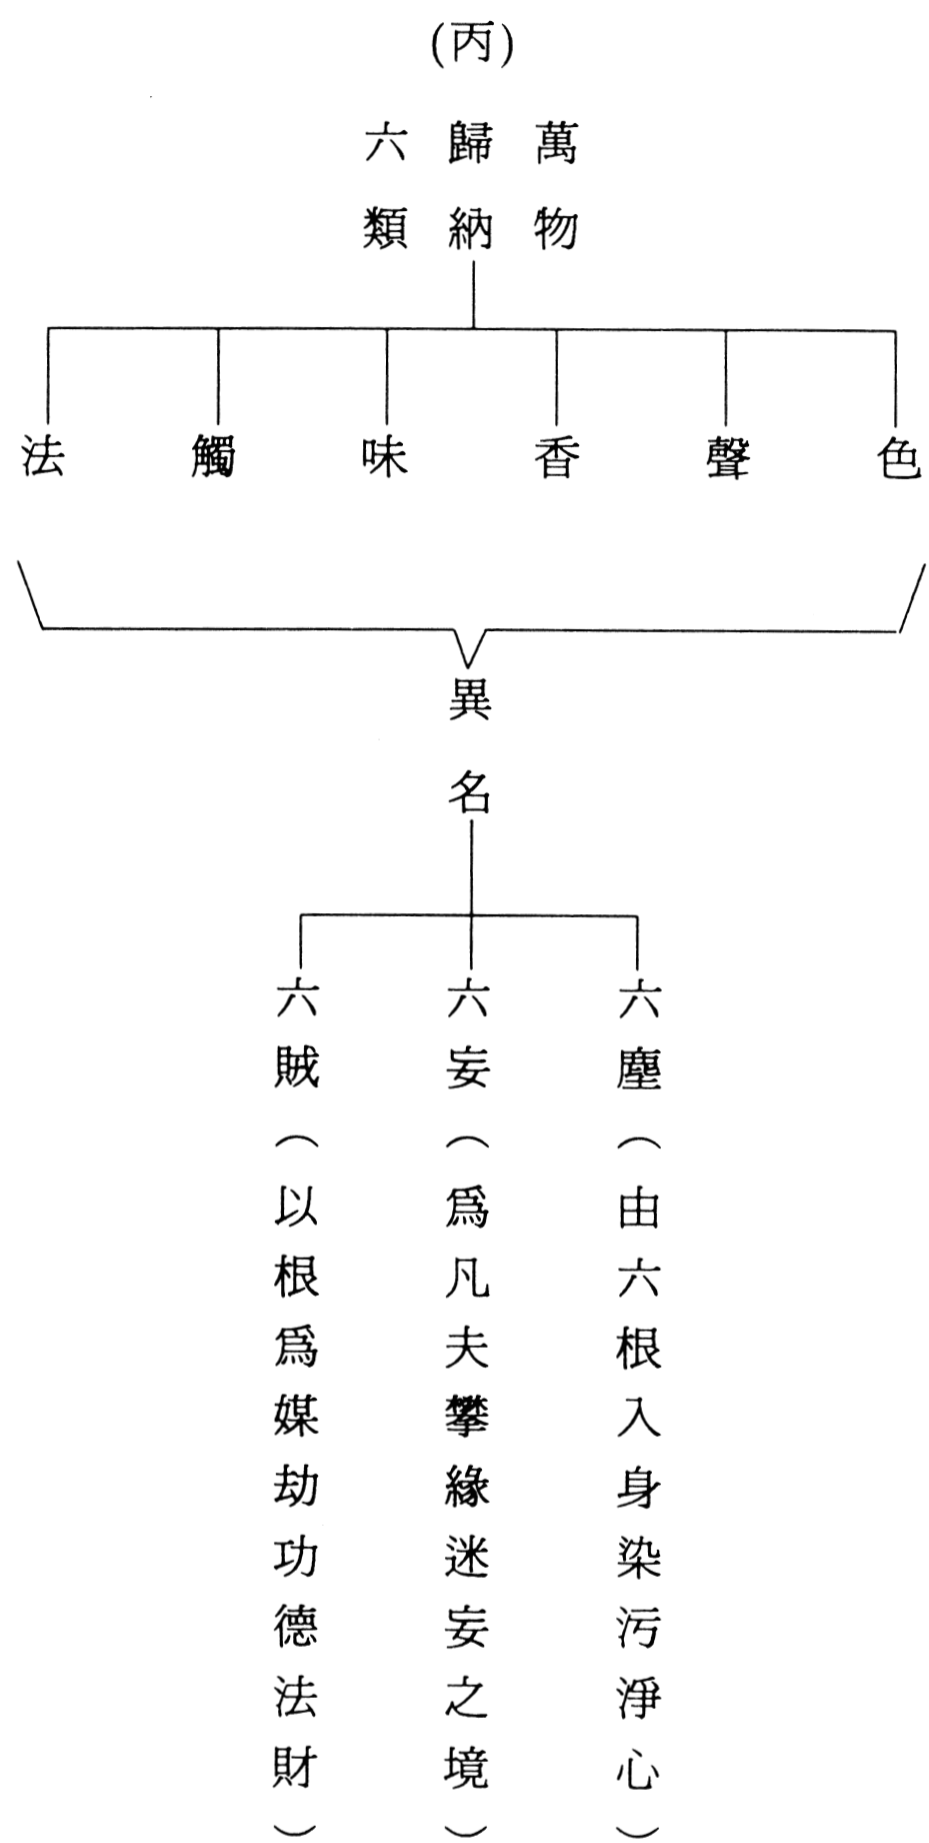 (丙)
萬物
歸納
六類
色
聲
香
味
觸
法
異名
六塵（由六根入身染污淨心）
六妄（爲凡夫攀緣迷妄之境）
六賊（以根爲媒劫功德法財）